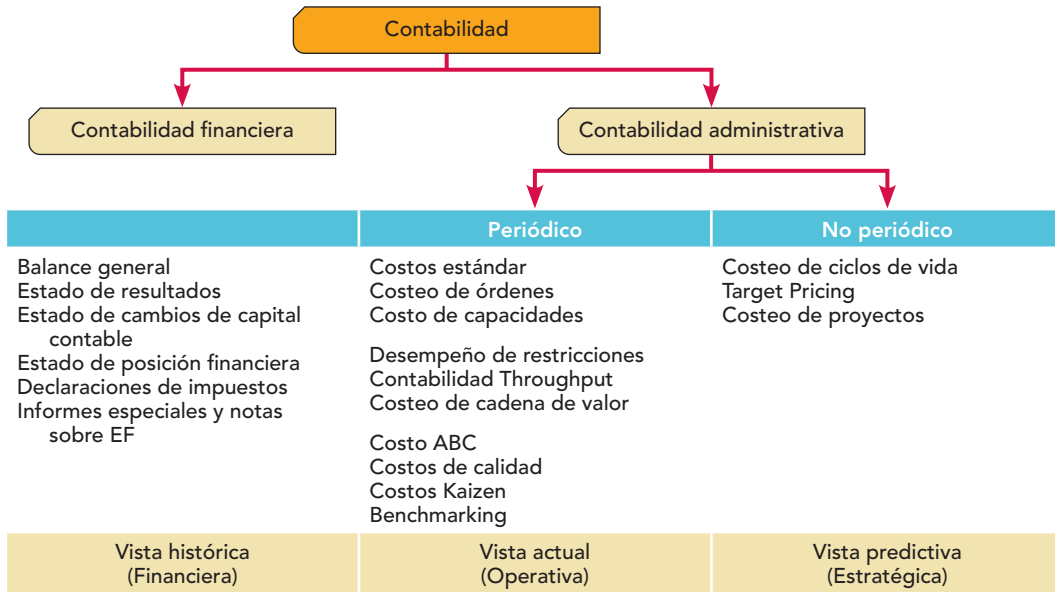 Contabilidad
Contabilidad financiera
Contabilidad administrativa
Periódico
No periódico
Balance general
Estado de resultados
Estado de cambios de capital
contable
Estado de posición financiera
Declaraciones de impuestos
Informes especiales y notas
sobre EF
Costos estándar
Costeo de órdenes
Costo de capacidades
Desempeño de restricciones
Contabilidad Throughput
Costeo de cadena de valor
Costo ABC
Costos de calidad
Costos Kaizen
Benchmarking
Costeo de ciclos de vida
Target Pricing
Costeo de proyectos
Vista histórica
(Financiera)
Vista actual
(Operativa)
Vista predictiva
(Estratégica)